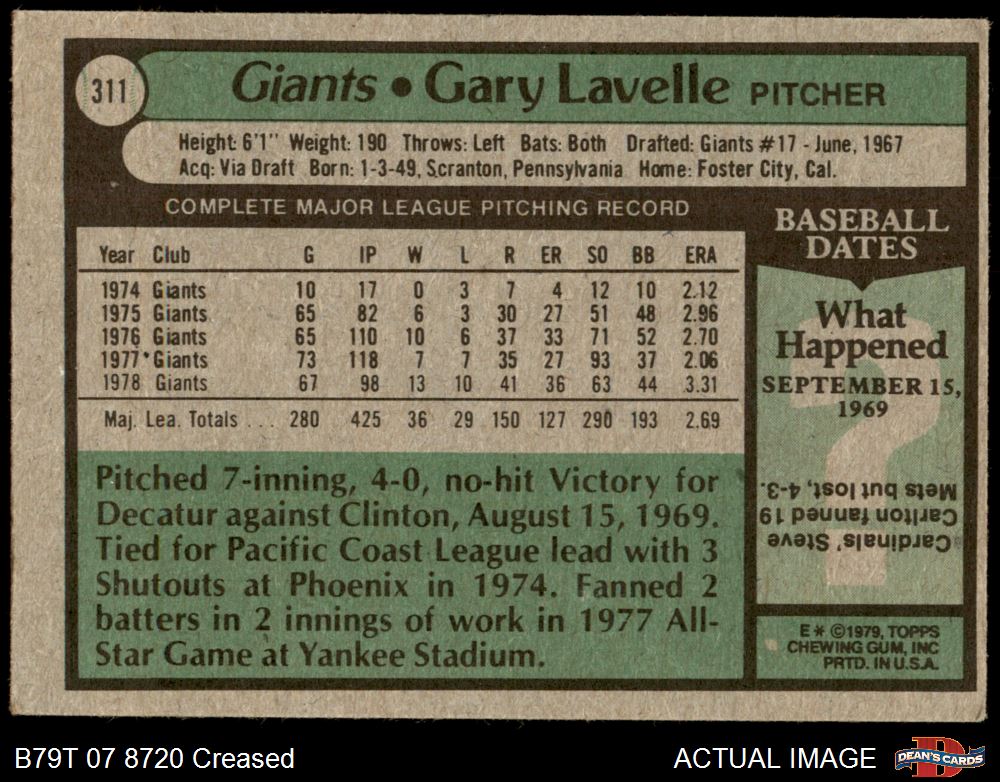 311
Giants • Gary Lavelle PITCHER
Height: 6'1" Weight: 190 Throws: Left Bats: Both Drafted: Giants #17 - June, 1967
Acq: Via Draft Born: 1-3-49, Scranton, Pennsylvania Home: Foster City, Cal.
COMPLETE MAJOR LEAGUE PITCHING RECORD
Year Club G IP W L R ER SO BB ERA
1974 Giants 10 17 0 3 7 4 12 10 2.12
1975 Giants 65 82 6 3 30 27 51 48 2.96
1976 Giants 65 110 10 6 37 33 71 52 2.70
1977*Giants 73 118 7 7 35 27 93 37 2.06
1978 Giants 67 98 13 10 41 36 63 44 3.31
Maj. Lea. Totals . . . 280 425 36 29 150 127 290 193 2.69
Pitched 7-inning, 4-0, no-hit Victory for
Decatur against Clinton, August 15, 1969.
Tied for Pacific Coast League lead with 3
Shutouts at Phoenix in 1974. Fanned 2
batters in 2 innings of work in 1977 All-
Star Game at Yankee Stadium.
BASEBALL
DATES
What
Happened
SEPTEMBER 15,
1969
?
Cardinals' Steve
Carlton fanned 19
Mets but lost, 4-3.
E* ©1979, TOPPS
CHEWING GUM, INC
PRTD. IN U.S.A.
B79T 07 8720 Creased
ACTUAL IMAGE
D
DEAN'S CARDS